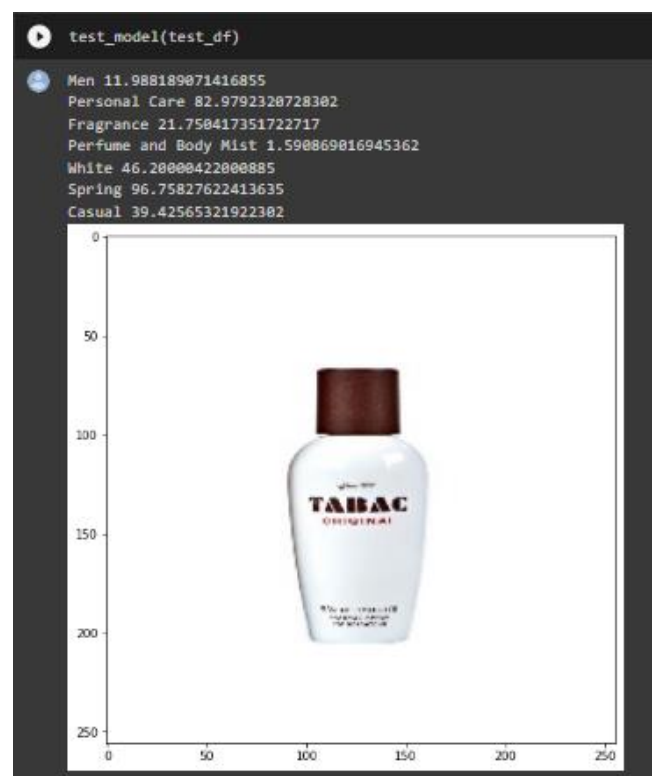 test_model(test_df)
Men 11.988189071416855
Personal Care 82.9792320728302
Fragrance 21.750417351722717
Perfume and Body Mist 1.590869016945362
White 46.20000422000885
Spring 96.75827622413635
Casual 39.42565321922302
0
50
TABAC
ORIGINAL
100
150
200
250
0 50 100 150 200 250